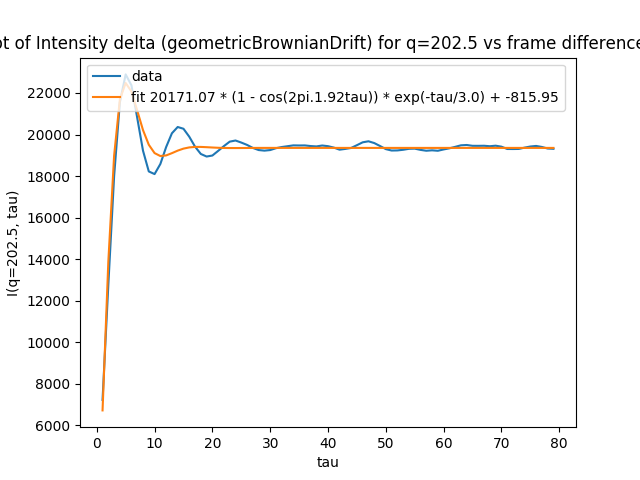 ot of Intensity delta (geometricBrownianDrift) for q=202.5 vs frame difference
data
fit 20171.07 * (1 - cos(2pi.1.92tau)) * exp(-tau/3.0) + -815.95
I(q=202.5, tau)
22000
20000
18000
16000
14000
12000
10000
8000
6000
0 10 20 30 40 50 60 70 80
tau